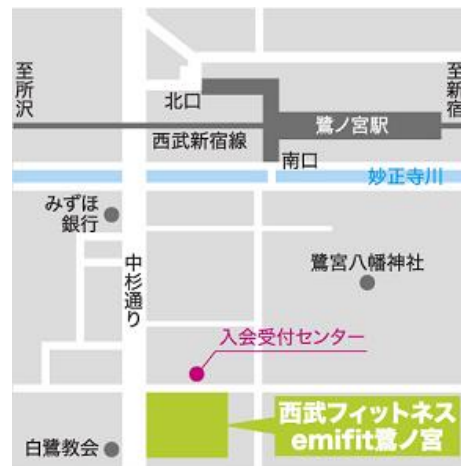 至所沢
至新宿
北口
鷺ノ宮駅
西武新宿線
南口
妙正寺川
みずほ
銀行
中杉通り
鷺宮八幡神社
入会受付センター
西武フィットネス
emifit鷺ノ宮
白鷺教会